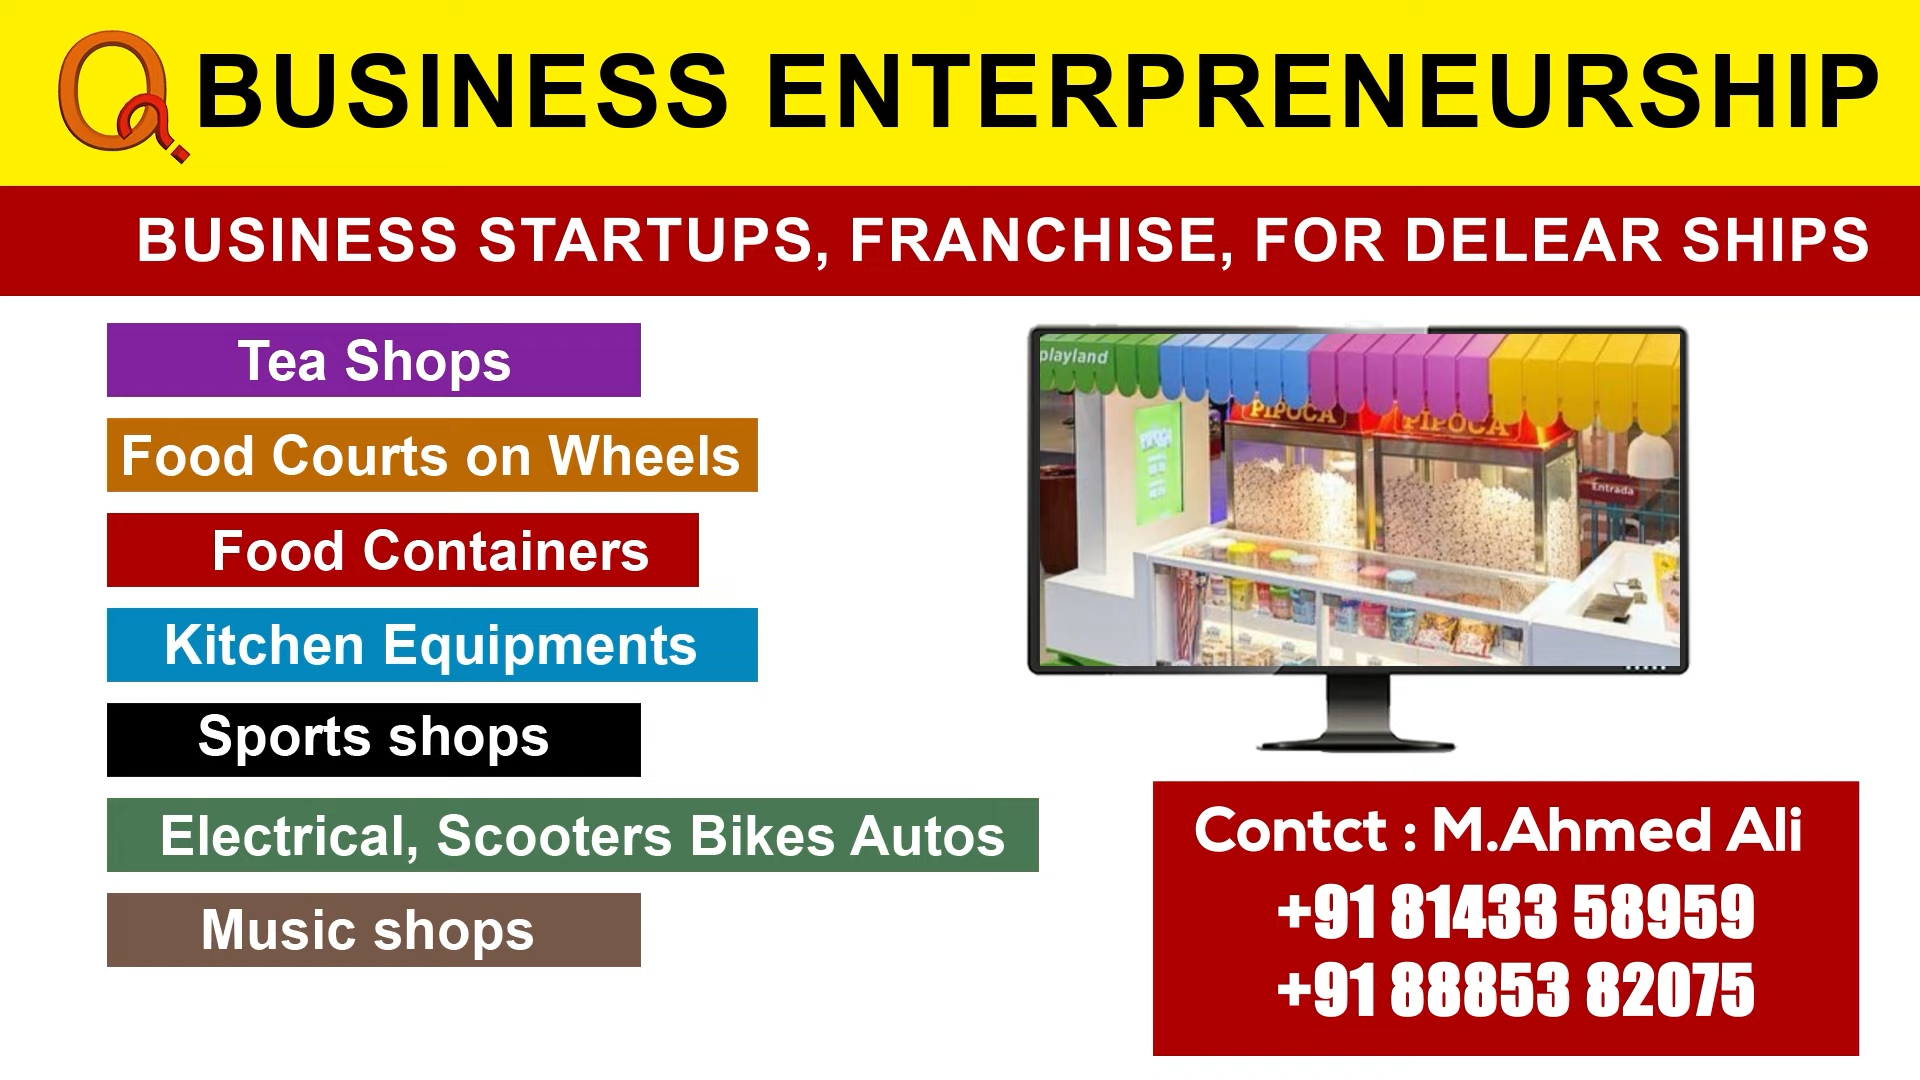 Q BUSINESS ENTERPRENEURSHIP
BUSINESS STARTUPS, FRANCHISE, FOR DELEAR SHIPS
Tea Shops
Food Courts on Wheels
Food Containers
Kitchen Equipments
Sports shops
Electrical, Scooters Bikes Autos
Music shops
playland
PIPOCA
PIPOCA
Entrada
Contct : M.Ahmed Ali
+91 81433 58959
+91 88853 82075